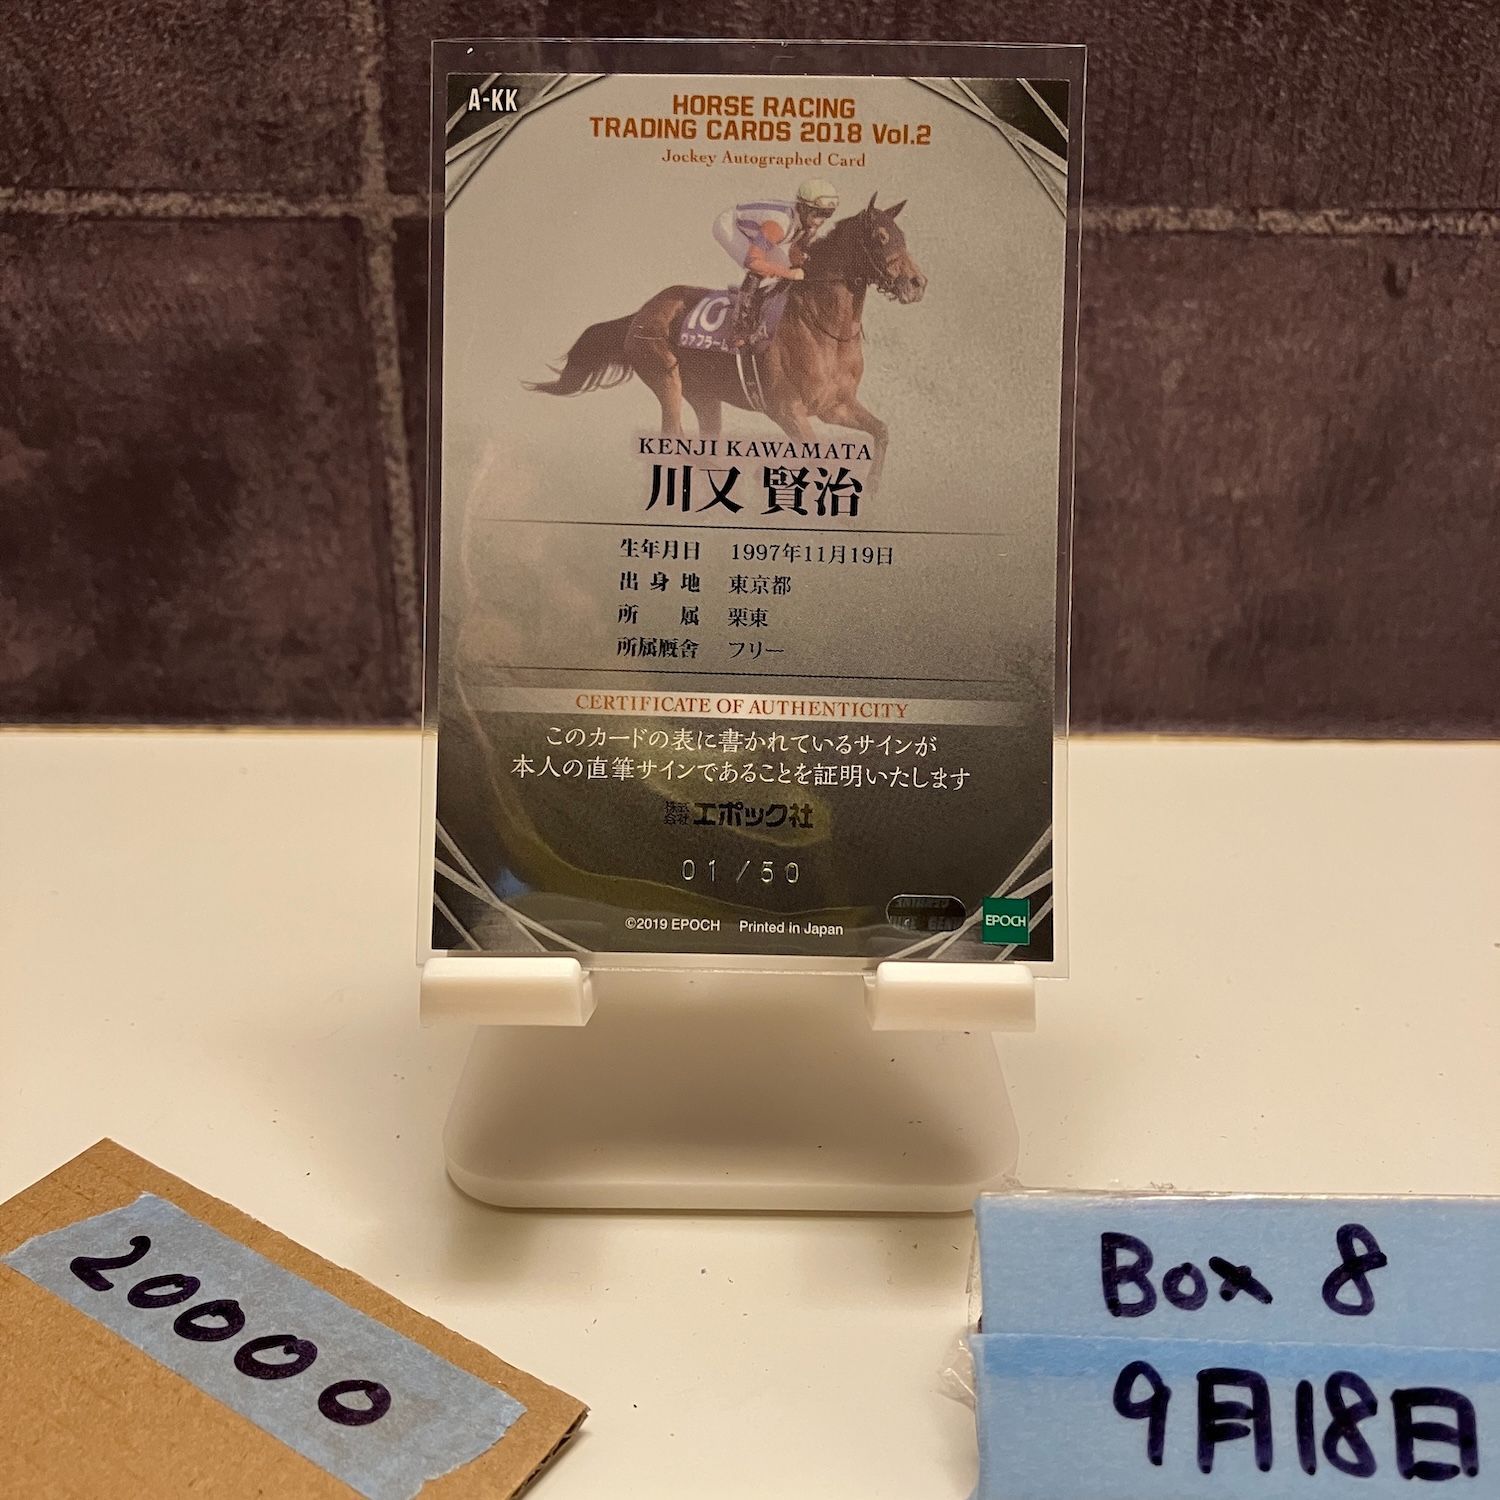 A-KK
HORSE RACING
TRADING CARDS 2018 Vol.2
Jockey Autographed Card
10
KENJI KAWAMATA
川又 賢治
生年月日 1997年11月19日
出身地 東京都
所属 栗東
所属厩舎 フリー
CERTIFICATE OF AUTHENTICITY
このカードの表に書かれているサインが
本人の直筆サインであることを証明いたします
株式会社 エポック社
01/50
©2019 EPOCH Printed in Japan
EPOCH
20000
Box 8
9月18日